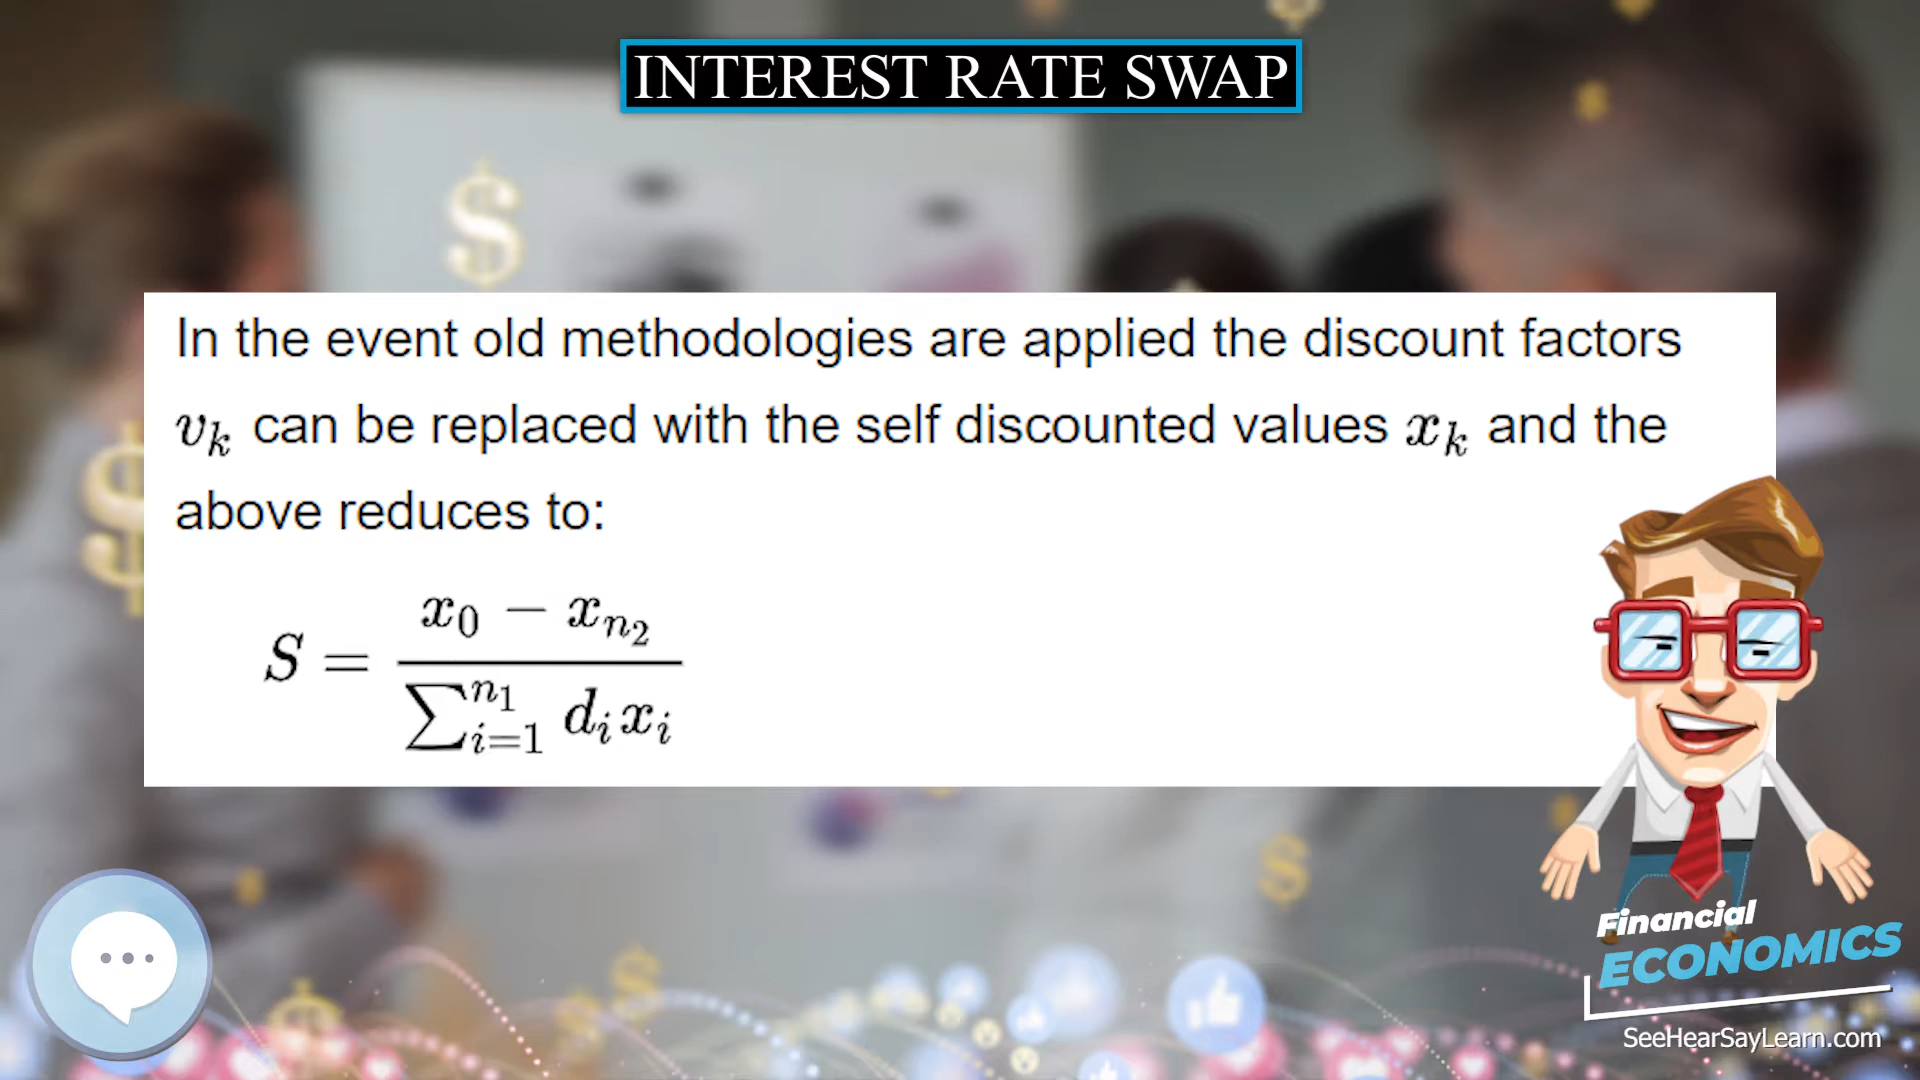 INTEREST RATE SWAP
In the event old methodologies are applied the discount factors
v_k can be replaced with the self discounted values x_k and the
above reduces to:
S = \frac{x_0 - x_{n_2}}{\sum_{i=1}^{n_1} d_i x_i}
Financial
ECONOMICS
SeeHearSayLearn.com